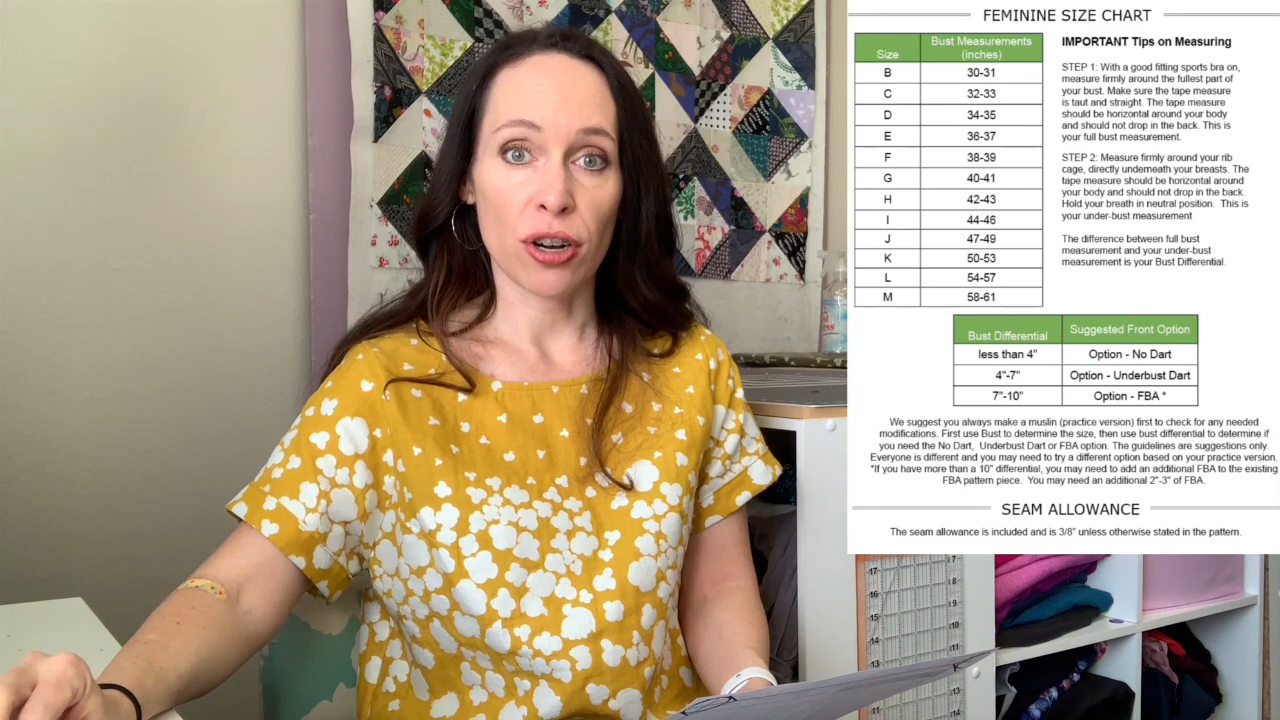 FEMININE SIZE CHART
Size Bust Measurements (inches)
B 30-31
C 32-33
D 34-35
E 36-37
F 38-39
G 40-41
H 42-43
I 44-46
J 47-49
K 50-53
L 54-57
M 58-61
IMPORTANT Tips on Measuring
STEP 1: With a good fitting sports bra on,
measure firmly around the fullest part of
your bust. Make sure the tape measure
is taut and straight. The tape measure
should be horizontal around your body
and should not drop in the back. This is
your full bust measurement.
STEP 2: Measure firmly around your rib
cage, directly underneath your breasts. The
tape measure should be horizontal around
your body and should not drop in the back.
Hold your breath in neutral position. This is
your under-bust measurement
The difference between full bust
measurement and your under-bust
measurement is your Bust Differential.
Bust Differential Suggested Front Option
less than 4" Option - No Dart
4"-7" Option - Underbust Dart
7"-10" Option - FBA *
We suggest you always make a muslin (practice version) first to check for any needed
modifications. First use Bust to determine the size, then use bust differential to determine if
you need the No Dart, Underbust Dart or FBA option. The guidelines are suggestions only.
Everyone is different and you may need to try a different option based on your practice version.
*If you have more than a 10" differential, you may need to add an additional FBA to the existing
FBA pattern piece. You may need an additional 2"-3" of FBA.
SEAM ALLOWANCE
The seam allowance is included and is 3/8" unless otherwise stated in the pattern.
17 7
16 8
15 9
14 10
13 11